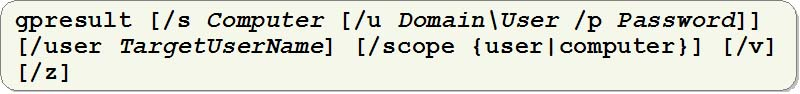 gpresult [/s Computer [/u Domain\User /p Password]]
[/user TargetUserName] [/scope {user|computer}] [/v]
[/z]